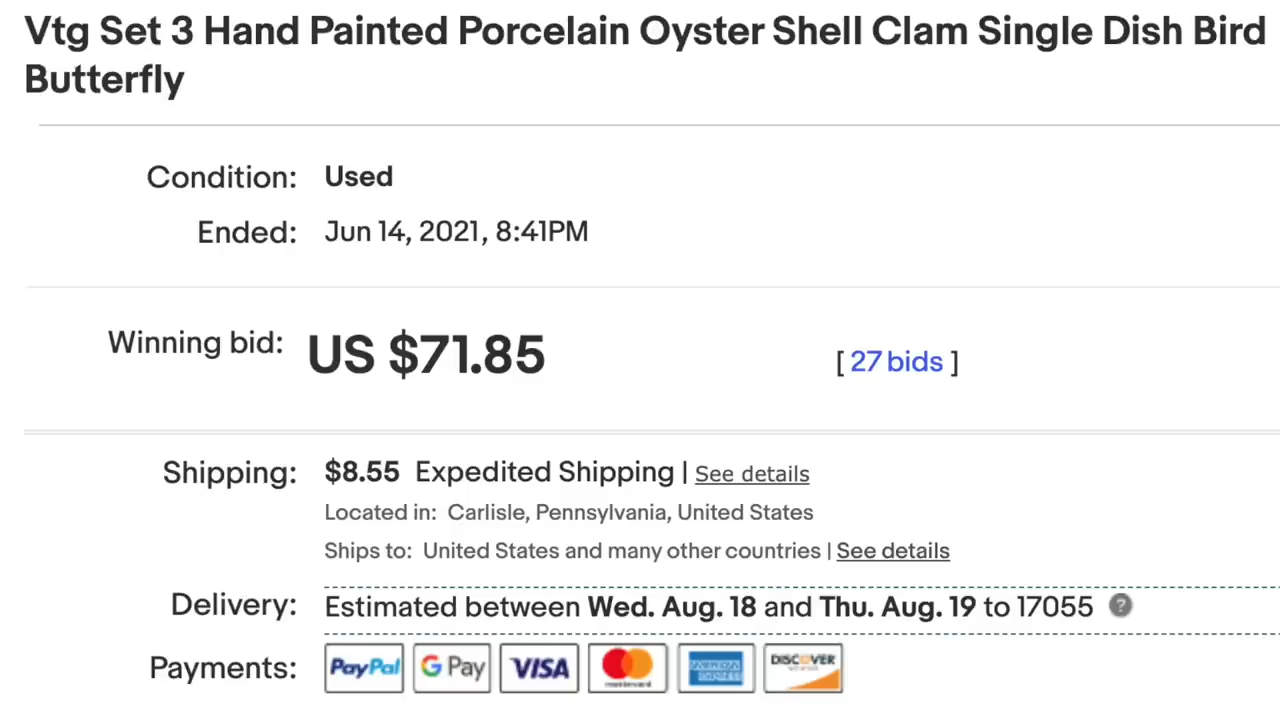 Vtg Set 3 Hand Painted Porcelain Oyster Shell Clam Single Dish Bird
Butterfly
Condition: Used
Ended: Jun 14, 2021, 8:41PM
Winning bid: US $71.85 [ 27 bids ]
Shipping: $8.55 Expedited Shipping | See details
Located in: Carlisle, Pennsylvania, United States
Ships to: United States and many other countries | See details
Delivery: Estimated between Wed. Aug. 18 and Thu. Aug. 19 to 17055 ?
Payments: PayPal G Pay VISA mastercard AMERICAN EXPRESS DISCOVER